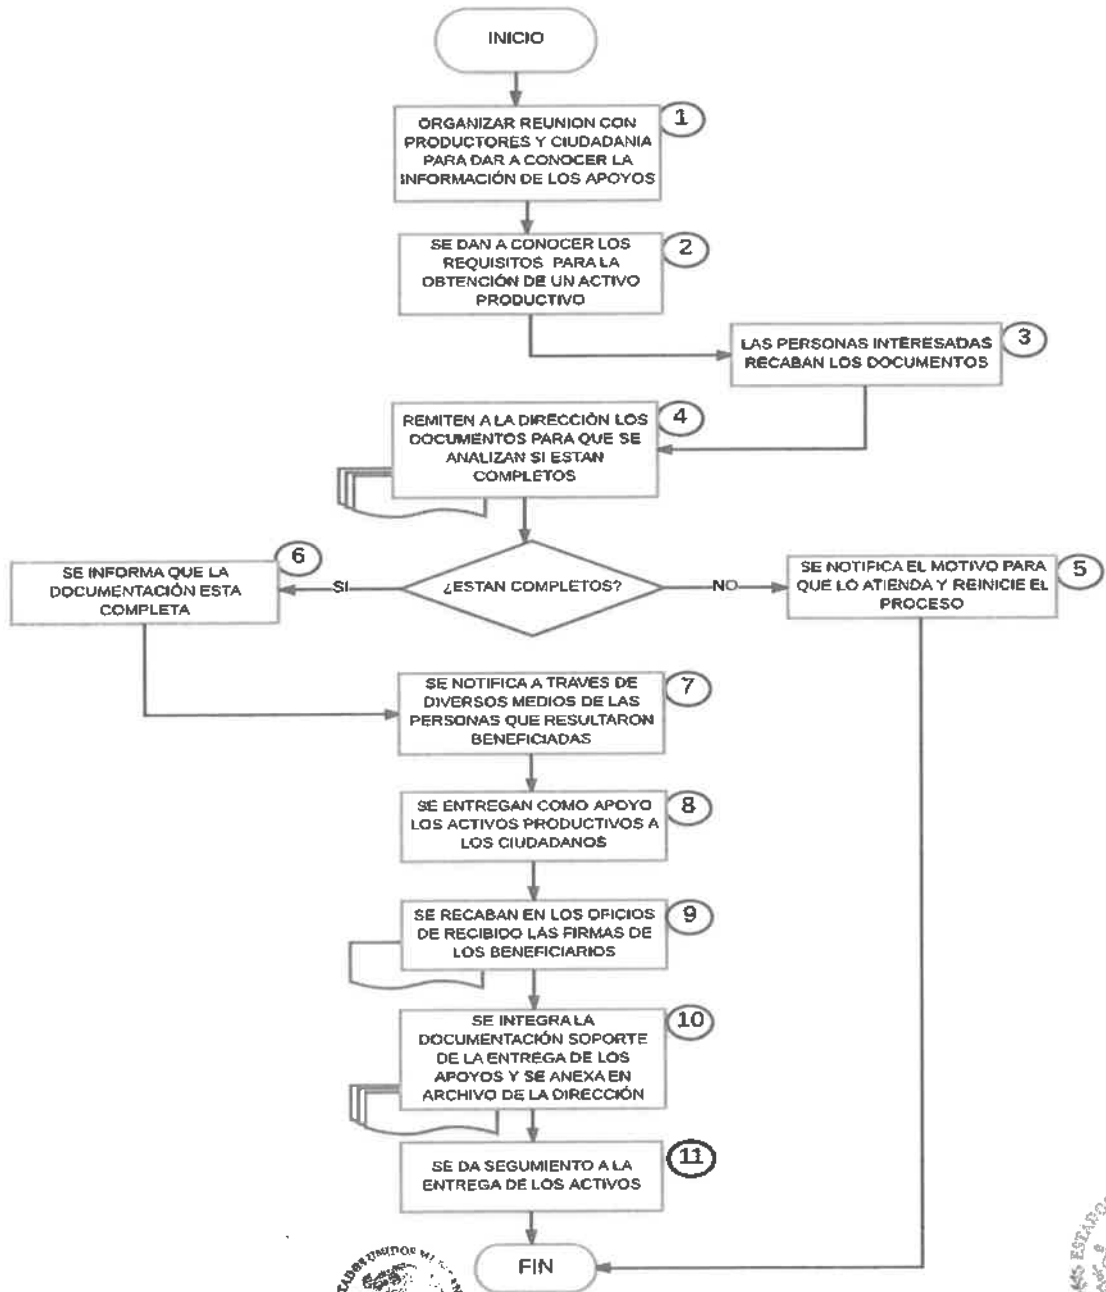 INICIO
1
ORGANIZAR REUNION CON
PRODUCTORES Y CIUDADANIA
PARA DAR A CONOCER LA
INFORMACIÓN DE LOS APOYOS
2
SE DAN A CONOCER LOS
REQUISITOS PARA LA
OBTENCIÓN DE UN ACTIVO
PRODUCTIVO
3
LAS PERSONAS INTERESADAS
RECABAN LOS DOCUMENTOS
4
REMITEN A LA DIRECCIÓN LOS
DOCUMENTOS PARA QUE SE
ANALIZAN SI ESTAN
COMPLETOS
6
SE INFORMA QUE LA
DOCUMENTACIÓN ESTA
COMPLETA
SI
¿ESTAN COMPLETOS?
NO
5
SE NOTIFICA EL MOTIVO PARA
QUE LO ATIENDA Y REINICIE EL
PROCESO
7
SE NOTIFICA A TRAVES DE
DIVERSOS MEDIOS DE LAS
PERSONAS QUE RESULTARON
BENEFICIADAS
8
SE ENTREGAN COMO APOYO
LOS ACTIVOS PRODUCTIVOS A
LOS CIUDADANOS
9
SE RECABAN EN LOS OFICIOS
DE RECIBIDO LAS FIRMAS DE
LOS BENEFICIARIOS
10
SE INTEGRA LA
DOCUMENTACIÓN SOPORTE
DE LA ENTREGA DE LOS
APOYOS Y SE ANEXA EN
ARCHIVO DE LA DIRECCIÓN
11
SE DA SEGUMIENTO A LA
ENTREGA DE LOS ACTIVOS
FIN
UNIDOS